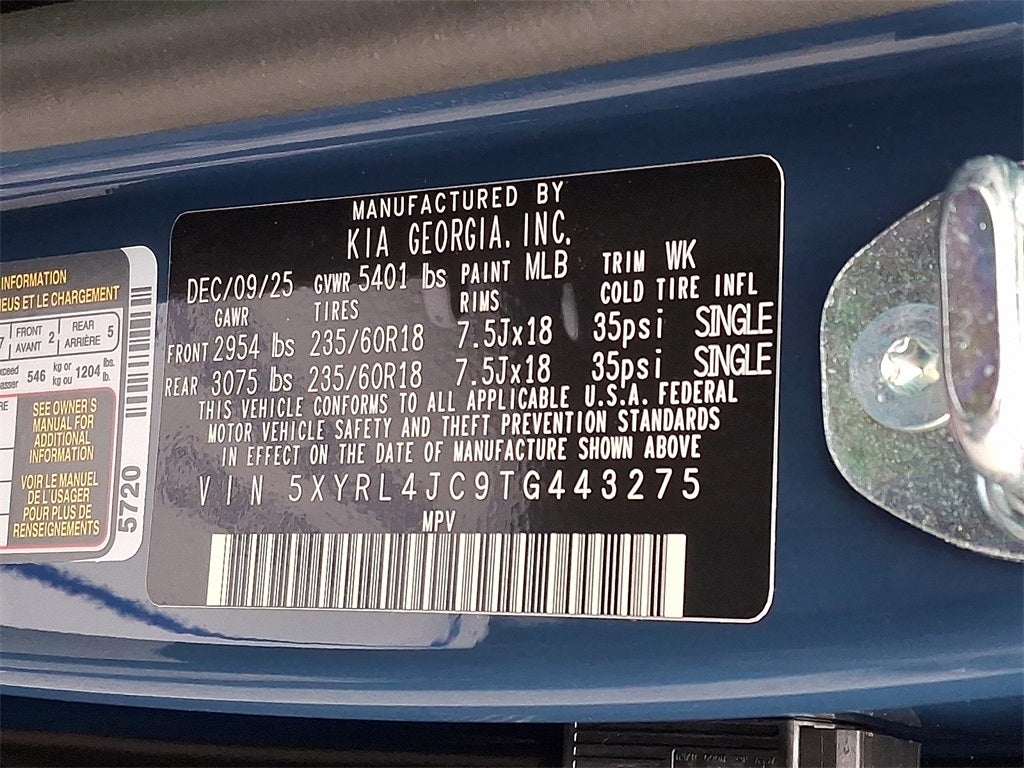 MANUFACTURED BY
KIA GEORGIA. INC.
DEC/09/25 GVWR 5401 lbs PAINT MLB TRIM WK
GAWR TIRES RIMS COLD TIRE INFL
FRONT 2954 lbs 235/60R18 7.5Jx18 35psi SINGLE
REAR 3075 lbs 235/60R18 7.5Jx18 35psi SINGLE
THIS VEHICLE CONFORMS TO ALL APPLICABLE U.S.A. FEDERAL
MOTOR VEHICLE SAFETY AND THEFT PREVENTION STANDARDS
IN EFFECT ON THE DATE OF MANUFACTURE SHOWN ABOVE
VIN 5XYRL4JC9TG443275
MPV
INFORMATION
NEUS ET LE CHARGEMENT
7 FRONT 2 REAR 5
AVANT ARRIÈRE
546 kg or 1204 lbs.
kg ou lb.
SEE OWNER'S
MANUAL FOR
ADDITIONAL
INFORMATION
VOIR LE MANUEL
DE L'USAGER
POUR PLUS DE
RENSEIGNEMENTS
5720